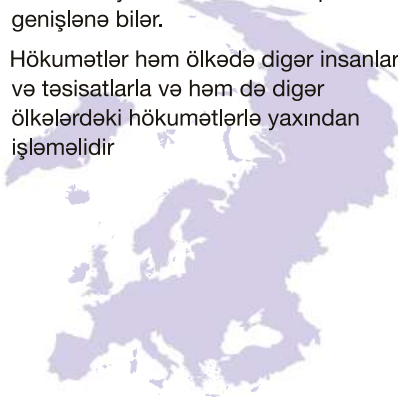 genişlənə bilər.
Hökumətlər həm ölkədə digər insanlar
və təsisatlarla və həm də digər
ölkələrdəki hökumətlərlə yaxından
işləməlidir